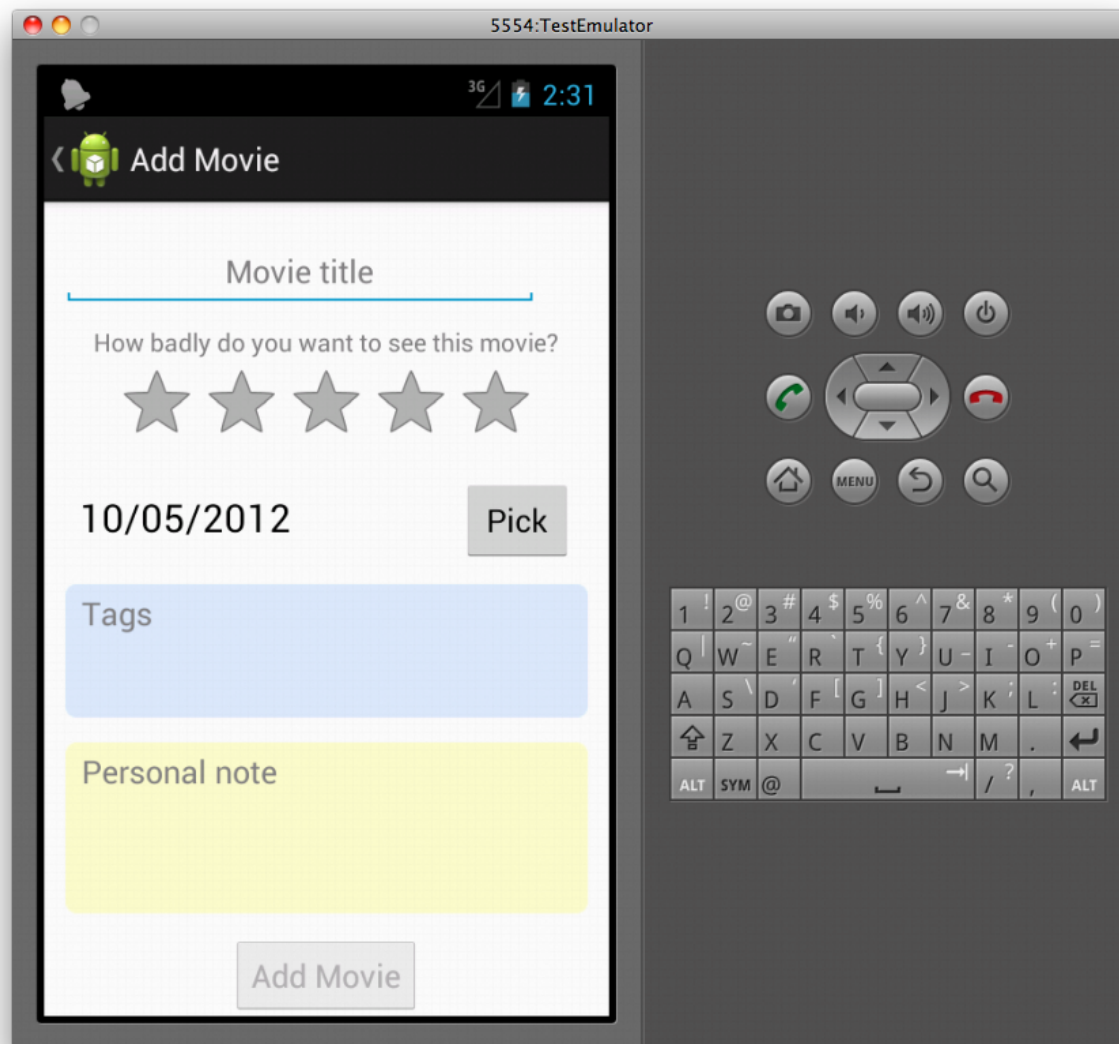 5554:TestEmulator
3G 2:31
Add Movie
Movie title
How badly do you want to see this movie?
10/05/2012 Pick
Tags
Personal note
Add Movie
MENU
1 ! 2 @ 3 # 4 $ 5 % 6 ^ 7 & 8 * 9 ( 0 )
Q | W ~ E “ R ` T { Y } U _ I - O + P =
A S \ D ‘ F [ G ] H < J > K ; L : DEL
Z X C V B N M .
ALT SYM @ / ? , ALT